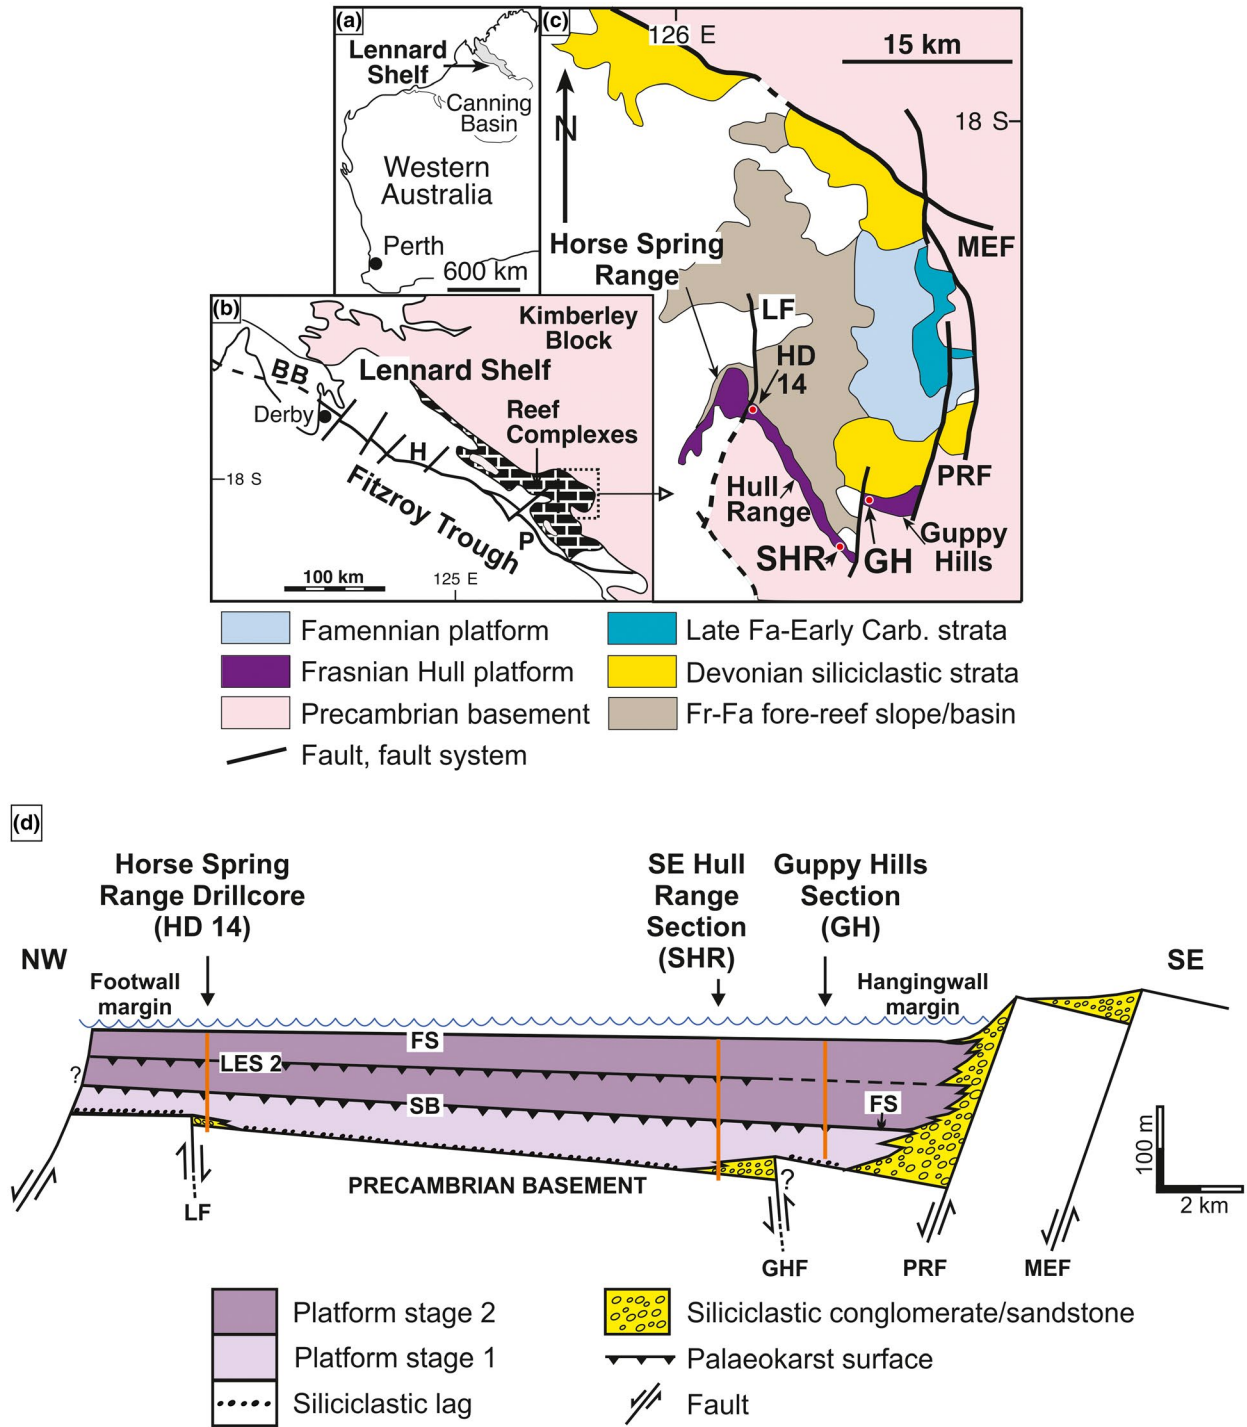 (a)
Lennard
Shelf
Canning
Basin
Western
Australia
Perth
600 km
(b)
Kimberley
Block
BB
Lennard Shelf
Derby
Reef
Complexes
H
18 S
Fitzroy Trough
P
100 km
125 E
(c)
126 E
15 km
N
18 S
MEF
Horse Spring
Range
LF
HD
14
PRF
Hull
Range
Guppy
Hills
SHR
GH
Famennian platform
Late Fa-Early Carb. strata
Frasnian Hull platform
Devonian siliciclastic strata
Precambrian basement
Fr-Fa fore-reef slope/basin
Fault, fault system
(d)
Horse Spring
Range Drillcore
(HD 14)
SE Hull
Range
Section
(SHR)
Guppy Hills
Section
(GH)
NW
SE
Footwall
margin
Hangingwall
margin
FS
LES 2
?
SB
FS
PRECAMBRIAN BASEMENT
?
LF
GHF
PRF
MEF
100 m
2 km
Platform stage 2
Siliciclastic conglomerate/sandstone
Platform stage 1
Palaeokarst surface
Siliciclastic lag
Fault